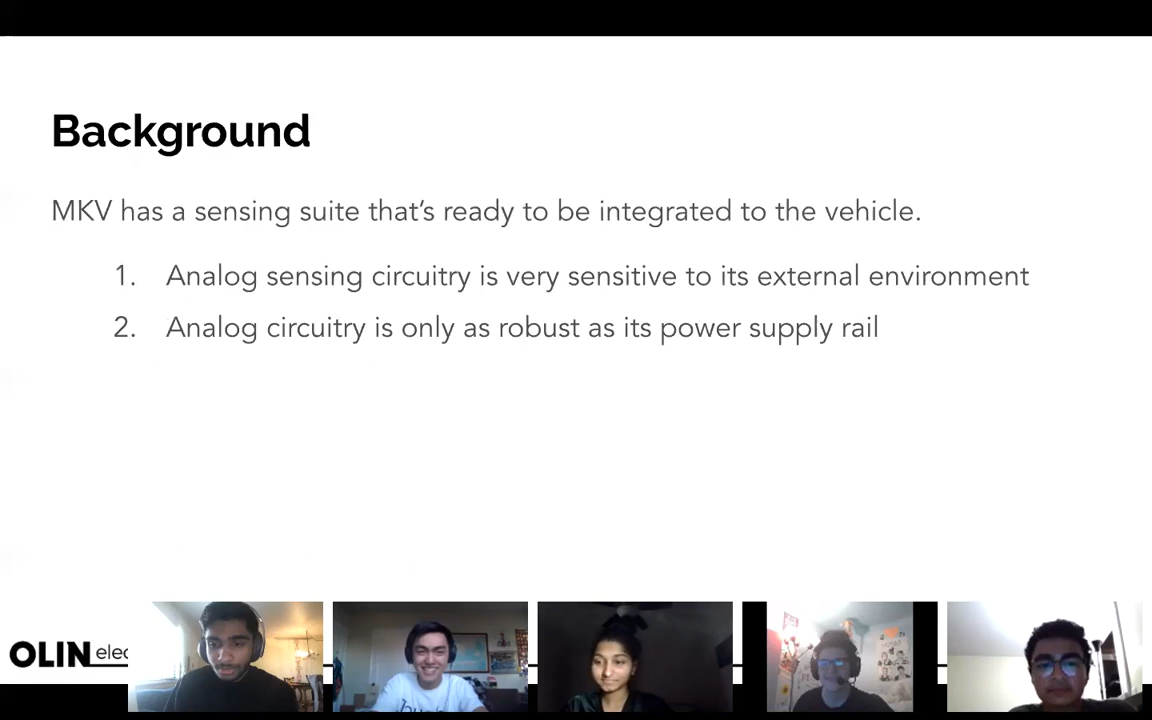 Background
MKV has a sensing suite that’s ready to be integrated to the vehicle.
1. Analog sensing circuitry is very sensitive to its external environment
2. Analog circuitry is only as robust as its power supply rail
OLIN elec